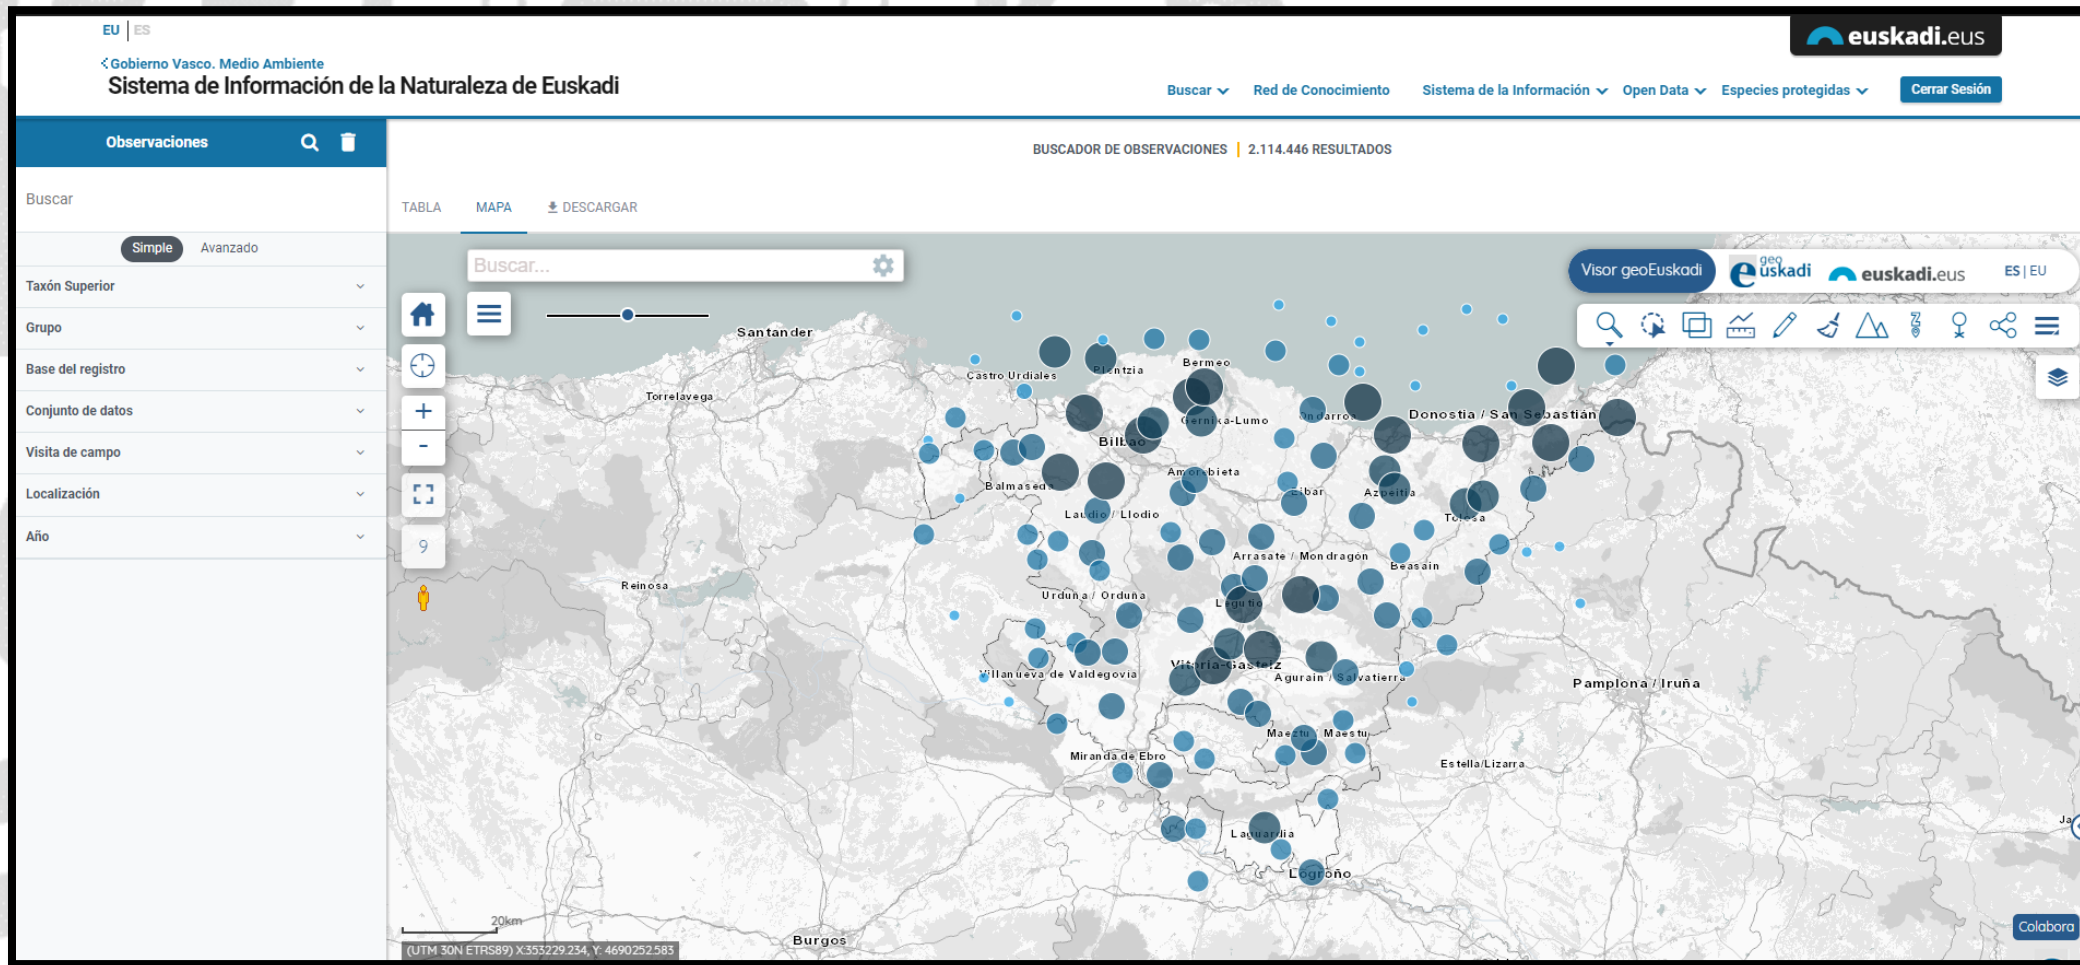 EU | ES
Gobierno Vasco. Medio Ambiente
Sistema de Información de la Naturaleza de Euskadi
euskadi.eus
Buscar
Red de Conocimiento
Sistema de la Información
Open Data
Especies protegidas
Cerrar Sesión
Observaciones
BUSCADOR DE OBSERVACIONES | 2.114.446 RESULTADOS
Buscar
TABLA
MAPA
DESCARGAR
Simple
Avanzado
Taxón Superior
Grupo
Base del registro
Conjunto de datos
Visita de campo
Localización
Año
Buscar...
Visor geoEuskadi
geo euskadi
euskadi.eus
ES | EU
+
-
9
Santander
Castro Urdiales
Plentzia
Bermeo
Torrelavega
Gernika-Lumo
Ondarroa
Donostia / San Sebastián
Bilbao
Amorebieta
Balmaseda
Eibar
Azpeitia
Laudio / Llodio
Tolosa
Arrasate / Mondragón
Beasain
Reinosa
Urduña / Orduña
Legutio
Vitoria-Gasteiz
Villanueva de Valdegovía
Agurain / Salvatierra
Pamplona / Iruña
Maeztu / Maestu
Miranda de Ebro
Estella/Lizarra
Laguardia
Ja
Logroño
Burgos
20km
(UTM 30N ETRS89) X:353229.234, Y: 4690252.583
Colabora